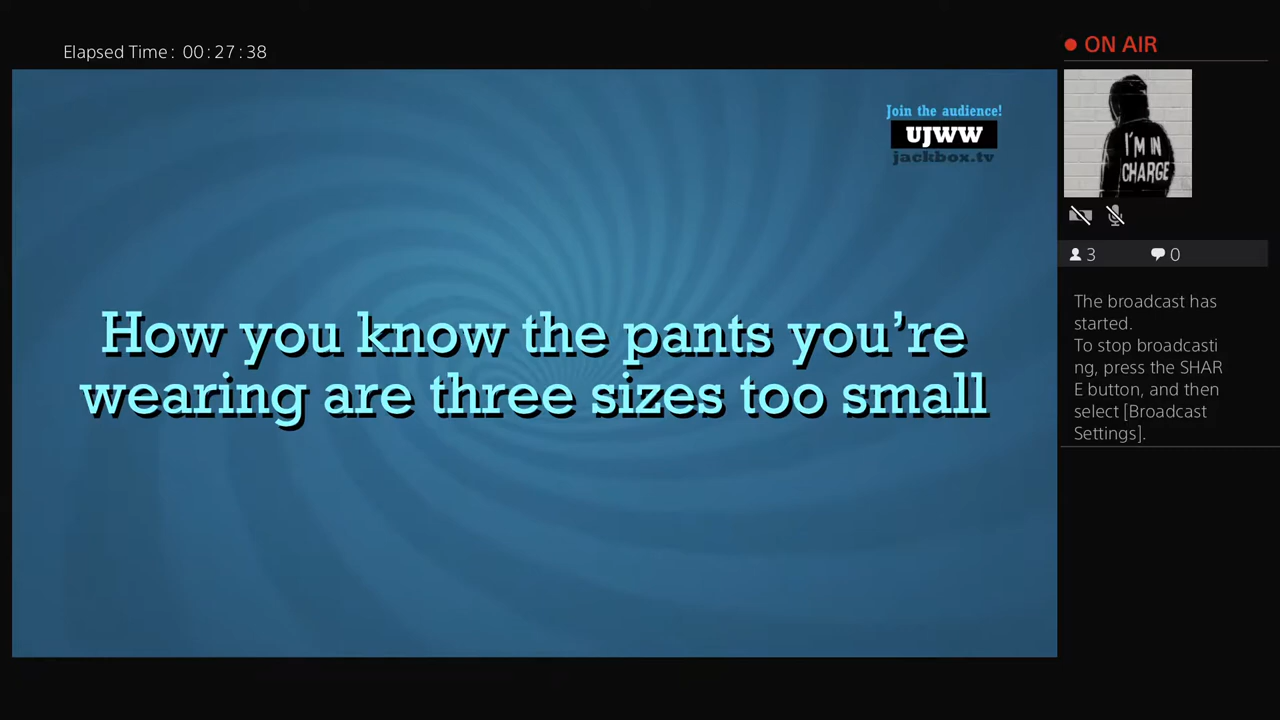 Elapsed Time: 00:27:38
ON AIR
Join the audience!
UJWW
jackbox.tv
I'M IN
CHARGE
3
0
How you know the pants you're
wearing are three sizes too small
The broadcast has
started.
To stop broadcasti
ng, press the SHAR
E button, and then
select [Broadcast
Settings].